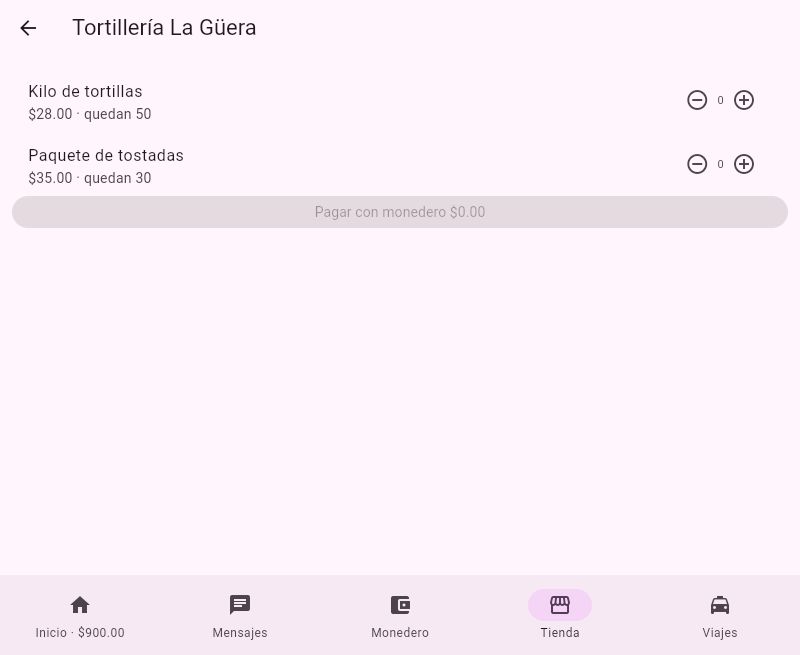 Tortillería La Güera
Kilo de tortillas
$28.00 · quedan 50
0
Paquete de tostadas
$35.00 · quedan 30
0
Pagar con monedero $0.00
Inicio · $900.00
Mensajes
Monedero
Tienda
Viajes